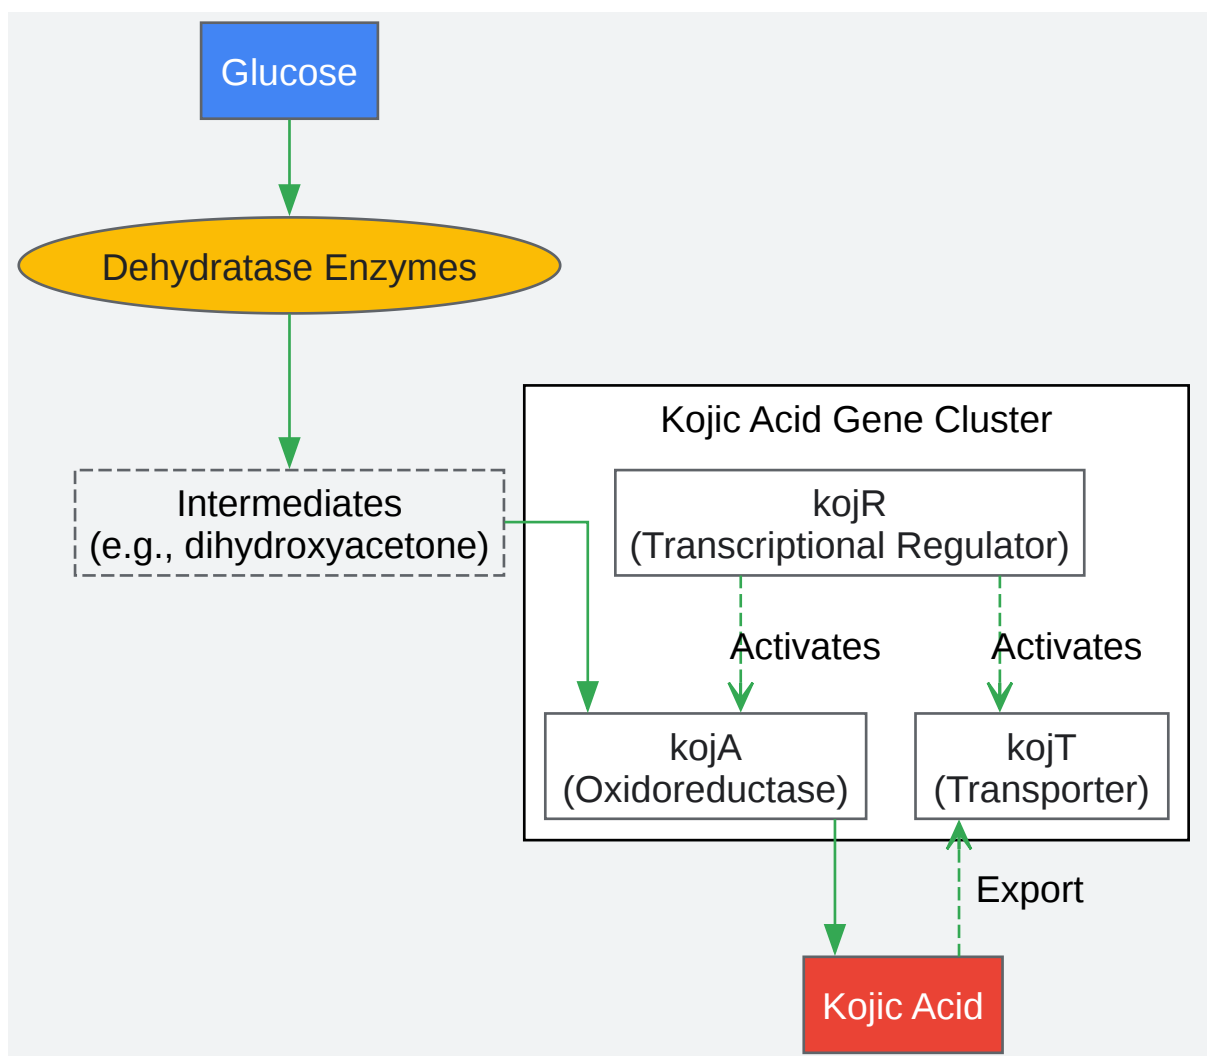 Glucose
Dehydratase Enzymes
Kojic Acid Gene Cluster
Intermediates
(e.g., dihydroxyacetone)
kojR
(Transcriptional Regulator)
Activates
Activates
kojA
(Oxidoreductase)
kojT
(Transporter)
Export
Kojic Acid